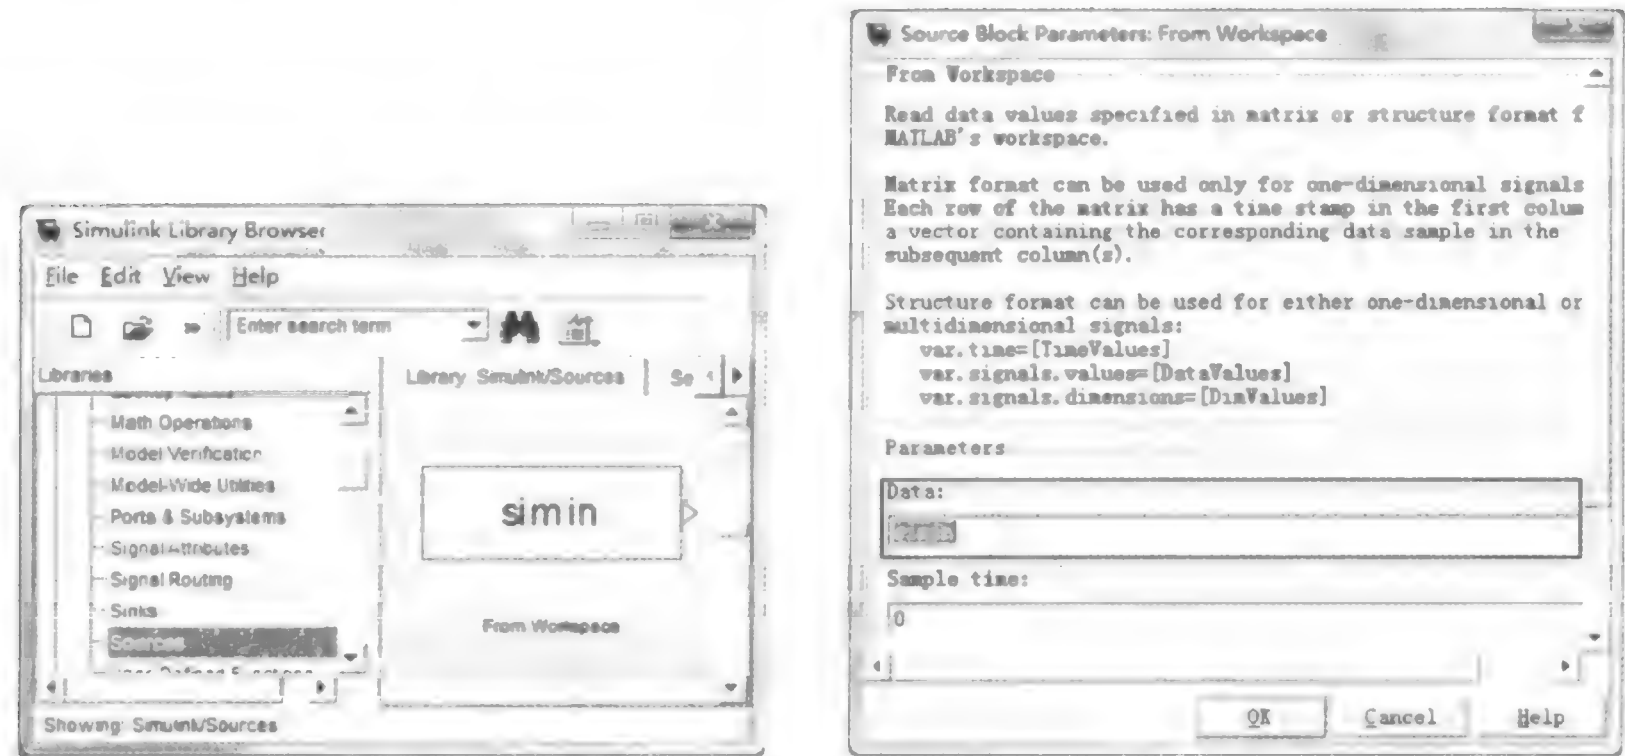 Simulink Library Browser
File Edit View Help
Enter search term
Libraries
Library: Simulink/Sources
Se
Math Operations
Model Verification
Model-Wide Utilities
Ports & Subsystems
Signal Attributes
Signal Routing
Sinks
Sources
simin
From Workspace
Showing: Simulink/Sources
Source Block Parameters: From Workspace
From Workspace
Read data values specified in matrix or structure format f
MATLAB's workspace.
Matrix format can be used only for one-dimensional signals
Each row of the matrix has a time stamp in the first colum
a vector containing the corresponding data sample in the
subsequent column(s).
Structure format can be used for either one-dimensional or
multidimensional signals:
var.time=[TimeValues]
var.signals.values=[DataValues]
var.signals.dimensions=[DimValues]
Parameters
Data:
Sample time:
0
OK Cancel Help